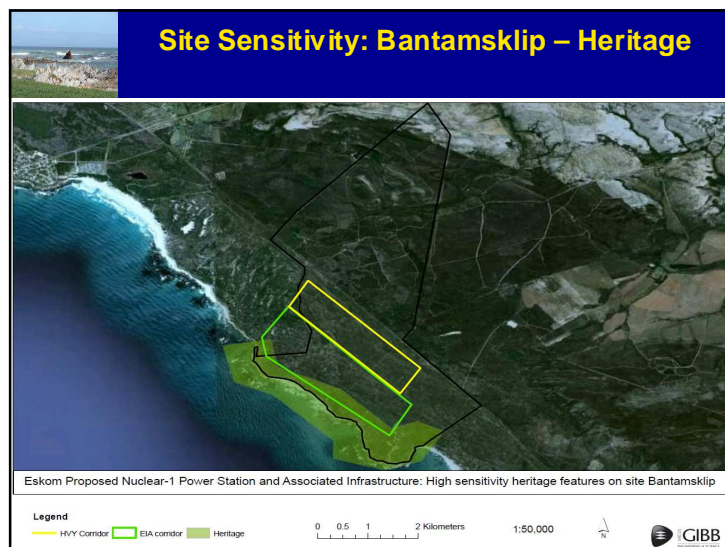 Site Sensitivity: Bantamsklip – Heritage
Eskom Proposed Nuclear-1 Power Station and Associated Infrastructure: High sensitivity heritage features on site Bantamsklip
Legend
HVY Corridor EIA corridor Heritage
0 0.5 1 2 Kilometers
1:50,000
N
GIBB